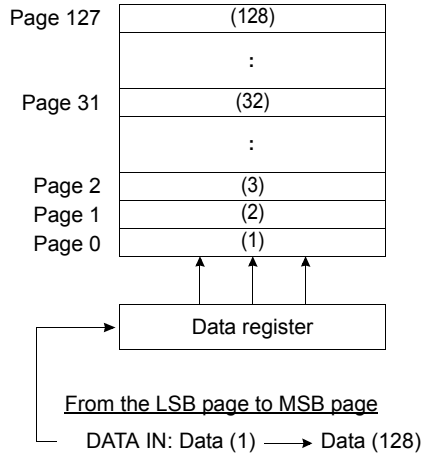 Page 127 (128)
:
Page 31 (32)
:
Page 2 (3)
Page 1 (2)
Page 0 (1)
Data register
From the LSB page to MSB page
DATA IN: Data (1) Data (128)